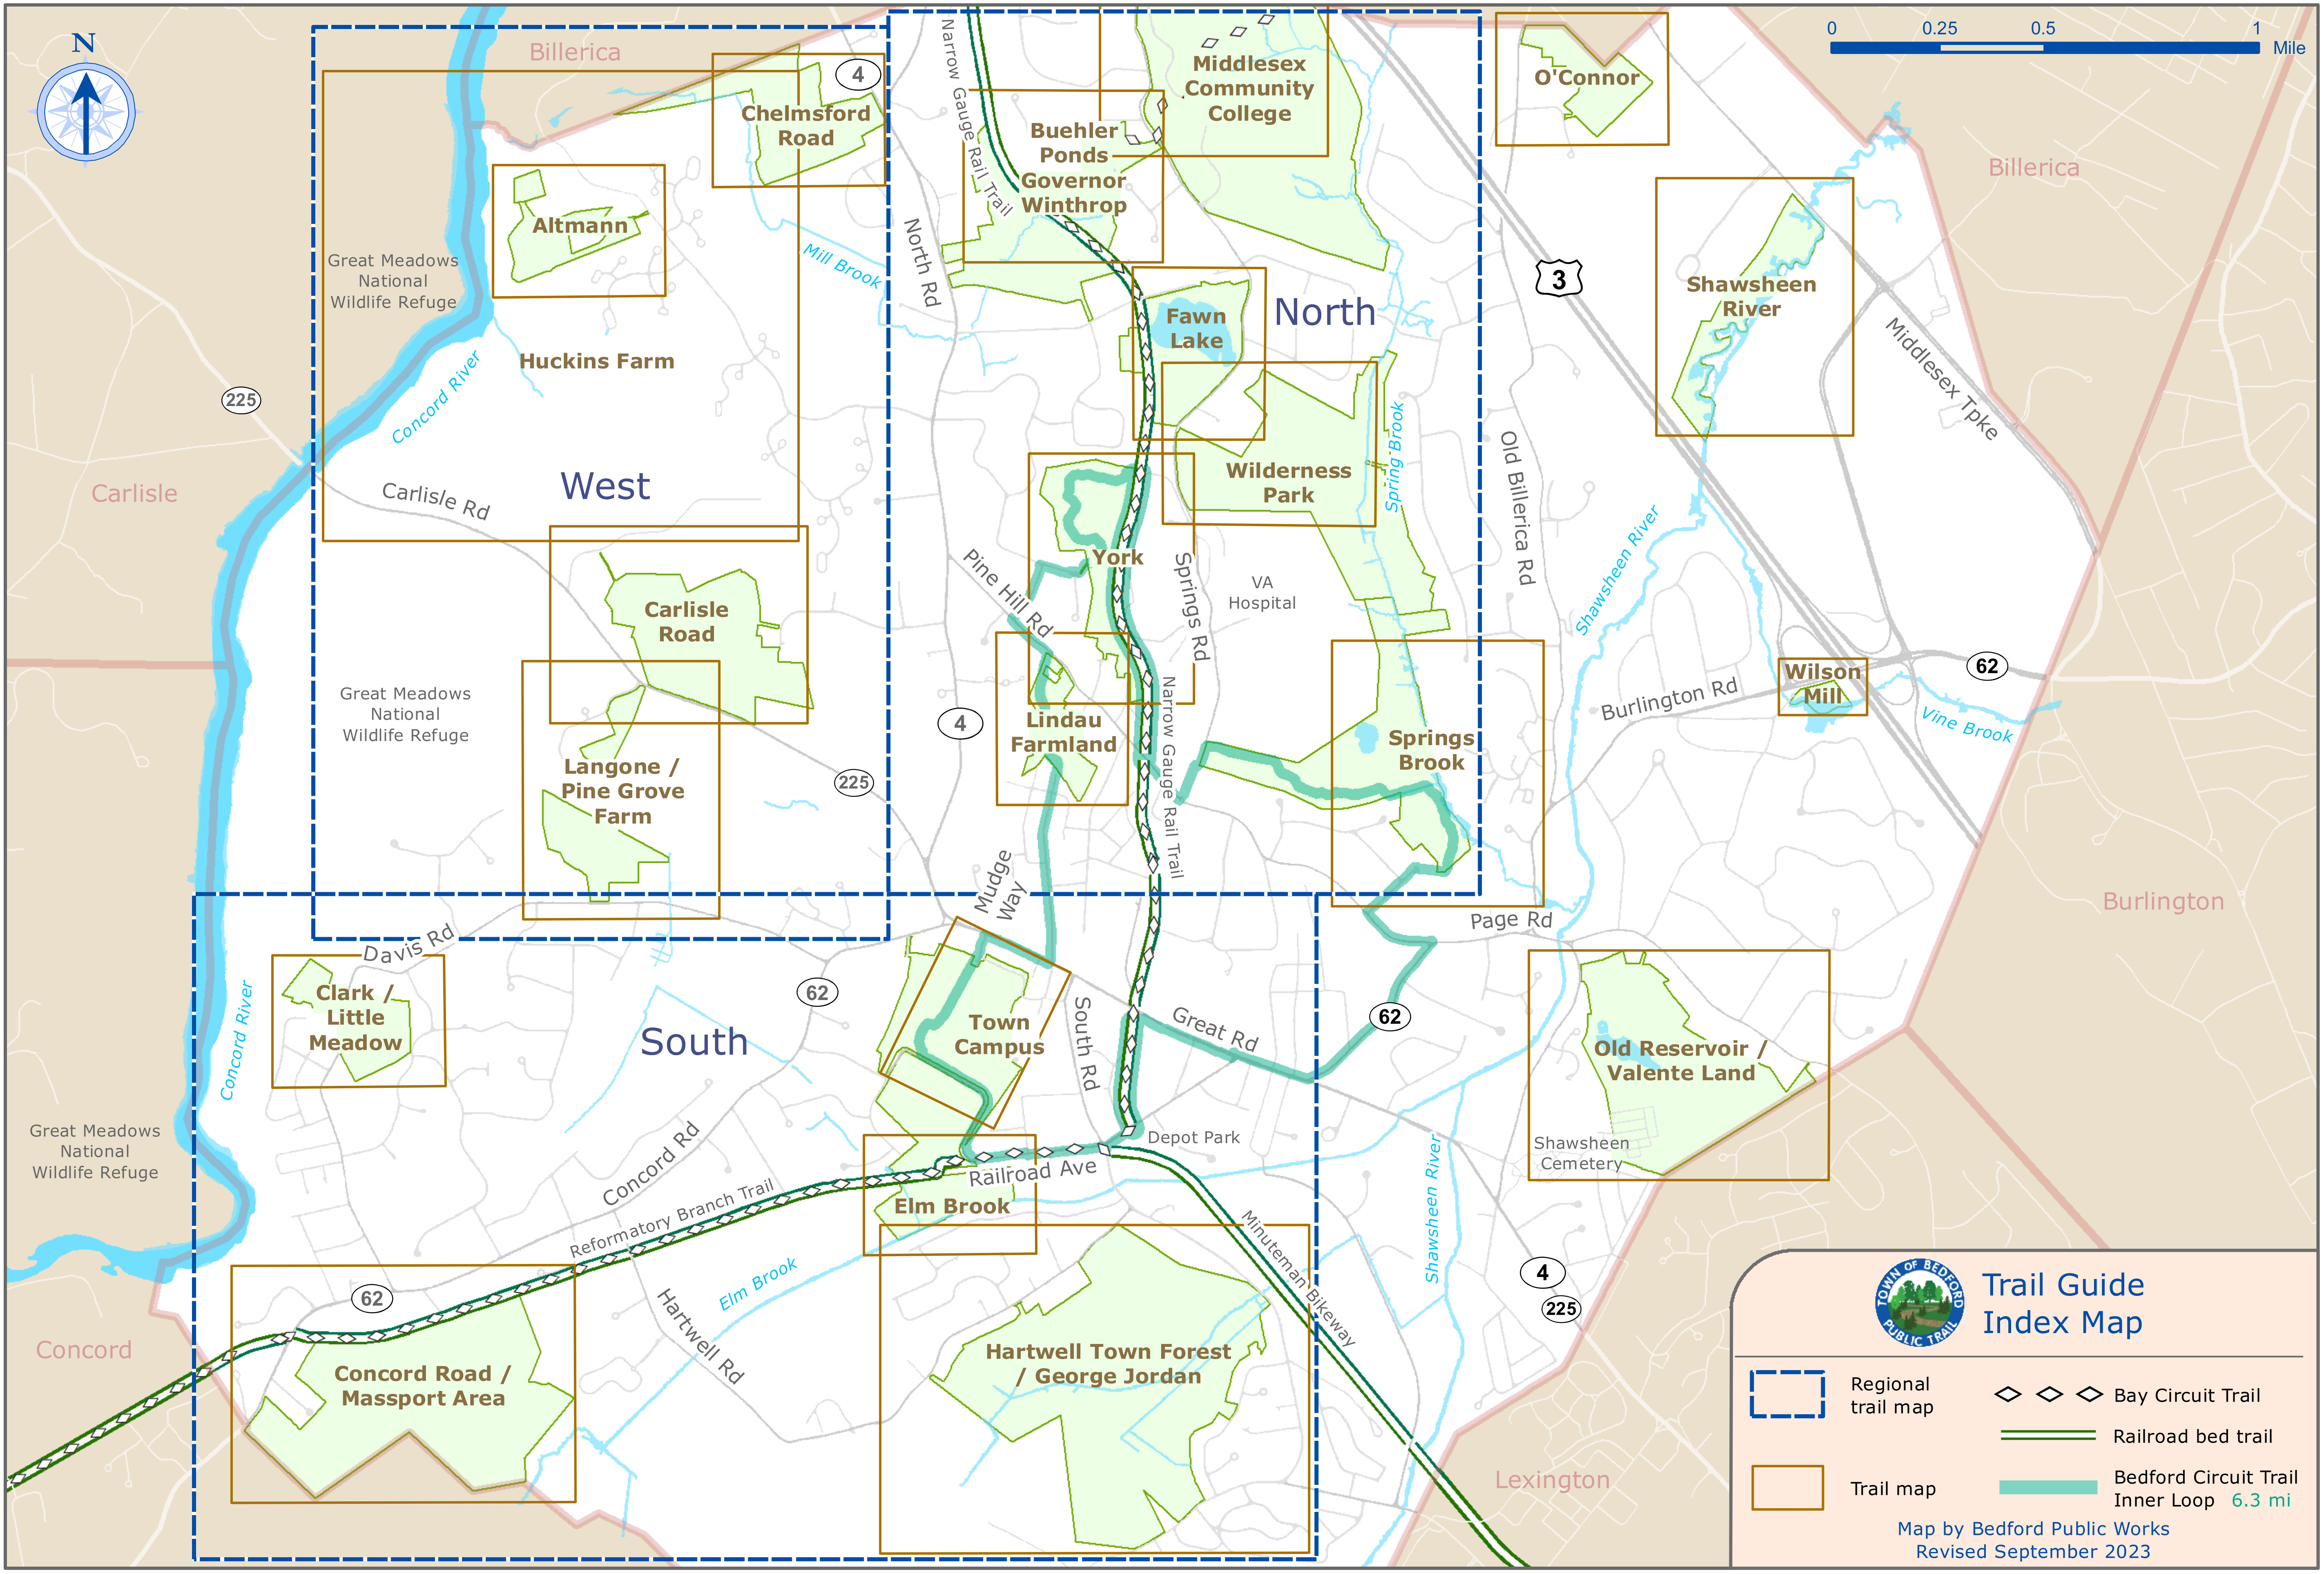 N
Billerica
4
Chelmsford
Road
Narrow Gauge Rail Trail
Middlesex
Community
College
Buehler
Ponds
Governor
Winthrop
O'Connor
0
0.25
0.5
1
Mile
Billerica
Altmann
Great Meadows
National
Wildlife Refuge
Mill Brook
North Rd
Huckins Farm
Concord River
225
Carlisle
Fawn
Lake
North
3
Shawsheen
River
Middlesex Tpke
West
Carlisle Rd
Wilderness
Park
Spring Brook
Old Billerica Rd
Shawsheen River
York
Pine Hill Rd
Springs Rd
VA
Hospital
Carlisle
Road
Great Meadows
National
Wildlife Refuge
4
Lindau
Farmland
Narrow Gauge Rail Trail
Springs
Brook
Burlington Rd
Wilson
Mill
62
Vine Brook
Langone /
Pine Grove
Farm
225
Mudge
Way
Davis Rd
Page Rd
Burlington
Clark /
Little
Meadow
Concord River
62
South
Town
Campus
South Rd
Great Rd
62
Old Reservoir /
Valente Land
Shawsheen
Cemetery
Great Meadows
National
Wildlife Refuge
Concord Rd
Reformatory Branch Trail
Railroad Ave
Depot Park
Elm Brook
Elm Brook
Shawsheen River
Minuteman Bikeway
62
Hartwell Rd
4
225
Concord
Concord Road /
Massport Area
Hartwell Town Forest
/ George Jordan
Lexington
TOWN OF BEDFORD
PUBLIC TRAIL
Trail Guide
Index Map
Regional
trail map
Bay Circuit Trail
Railroad bed trail
Trail map
Bedford Circuit Trail
Inner Loop 6.3 mi
Map by Bedford Public Works
Revised September 2023